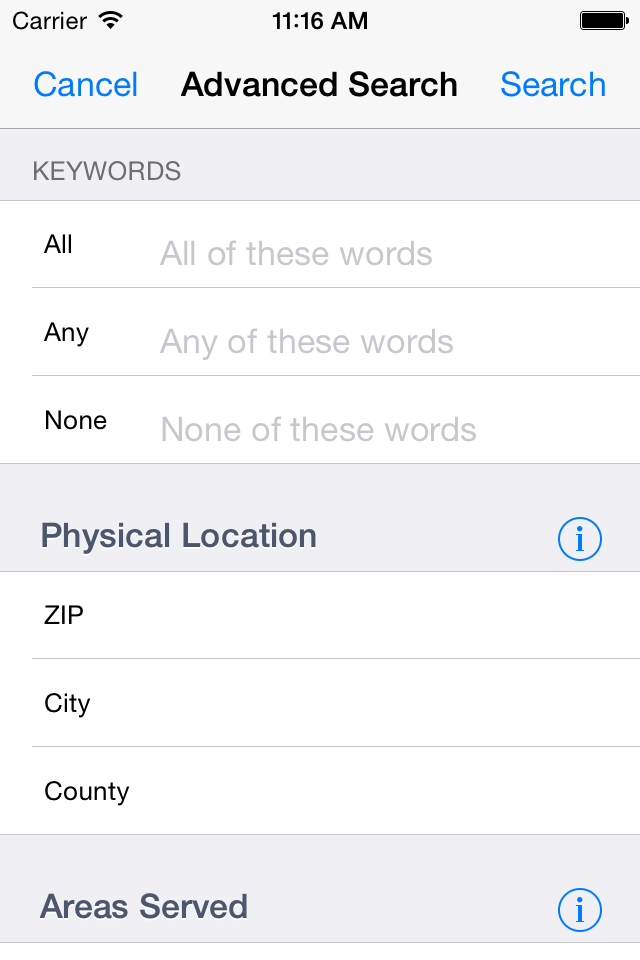 Carrier 11:16 AM
Cancel Advanced Search Search
KEYWORDS
All All of these words
Any Any of these words
None None of these words
Physical Location i
ZIP
City
County
Areas Served i